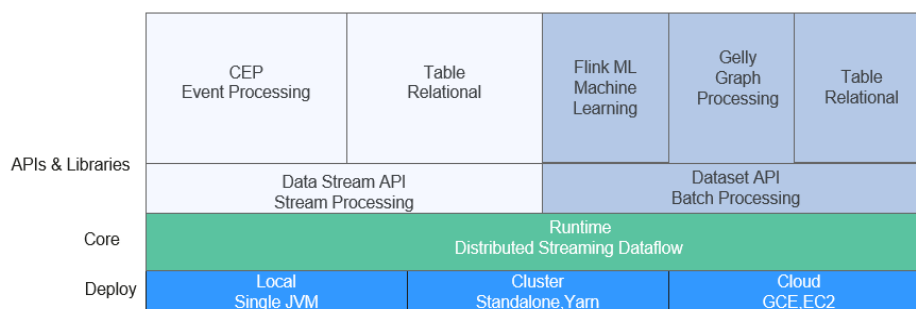 CEP
Event Processing
Table
Relational
Flink ML
Machine
Learning
Gelly
Graph
Processing
Table
Relational
APIs & Libraries
Data Stream API
Stream Processing
Dataset API
Batch Processing
Core
Runtime
Distributed Streaming Dataflow
Deploy
Local
Single JVM
Cluster
Standalone,Yarn
Cloud
GCE,EC2